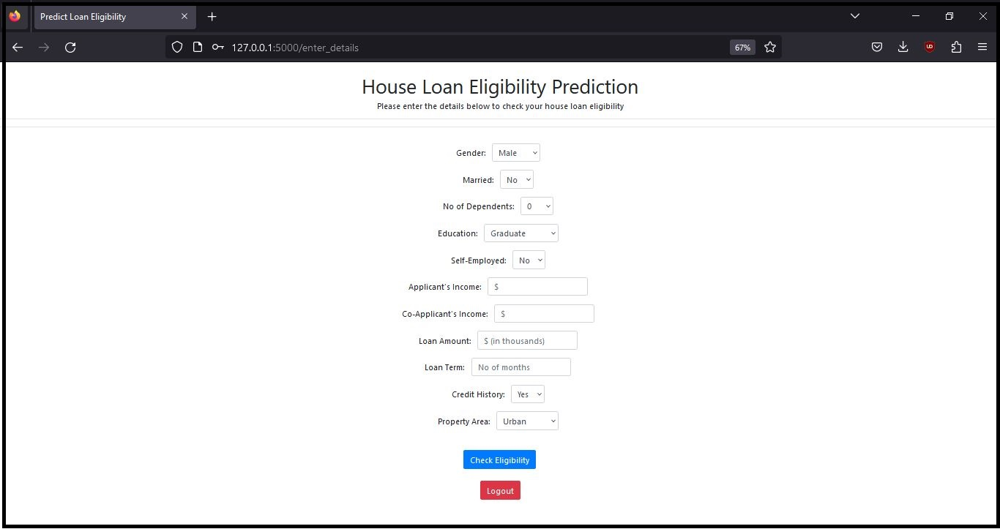 Predict Loan Eligibility
127.0.0.1:5000/enter_details 67%
House Loan Eligibility Prediction
Please enter the details below to check your house loan eligibility
Gender: Male
Married: No
No of Dependents: 0
Education: Graduate
Self-Employed: No
Applicant's Income: $
Co-Applicant's Income: $
Loan Amount: $ (in thousands)
Loan Term: No of months
Credit History: Yes
Property Area: Urban
Check Eligibility
Logout